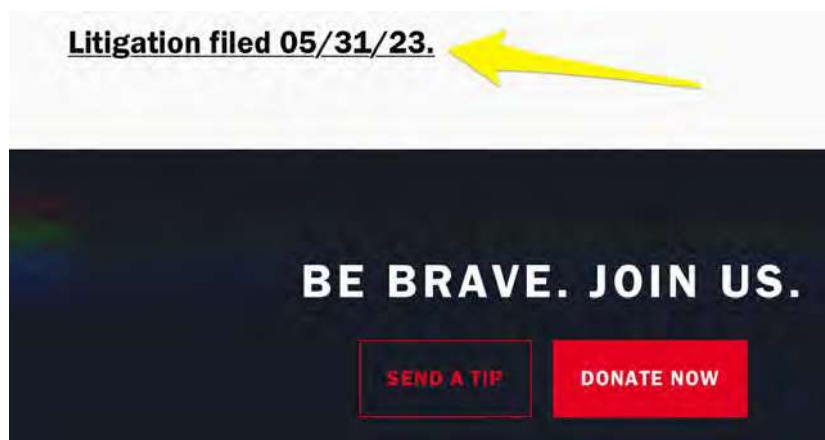 Litigation filed 05/31/23.
BE BRAVE. JOIN US.
SEND A TIP
DONATE NOW